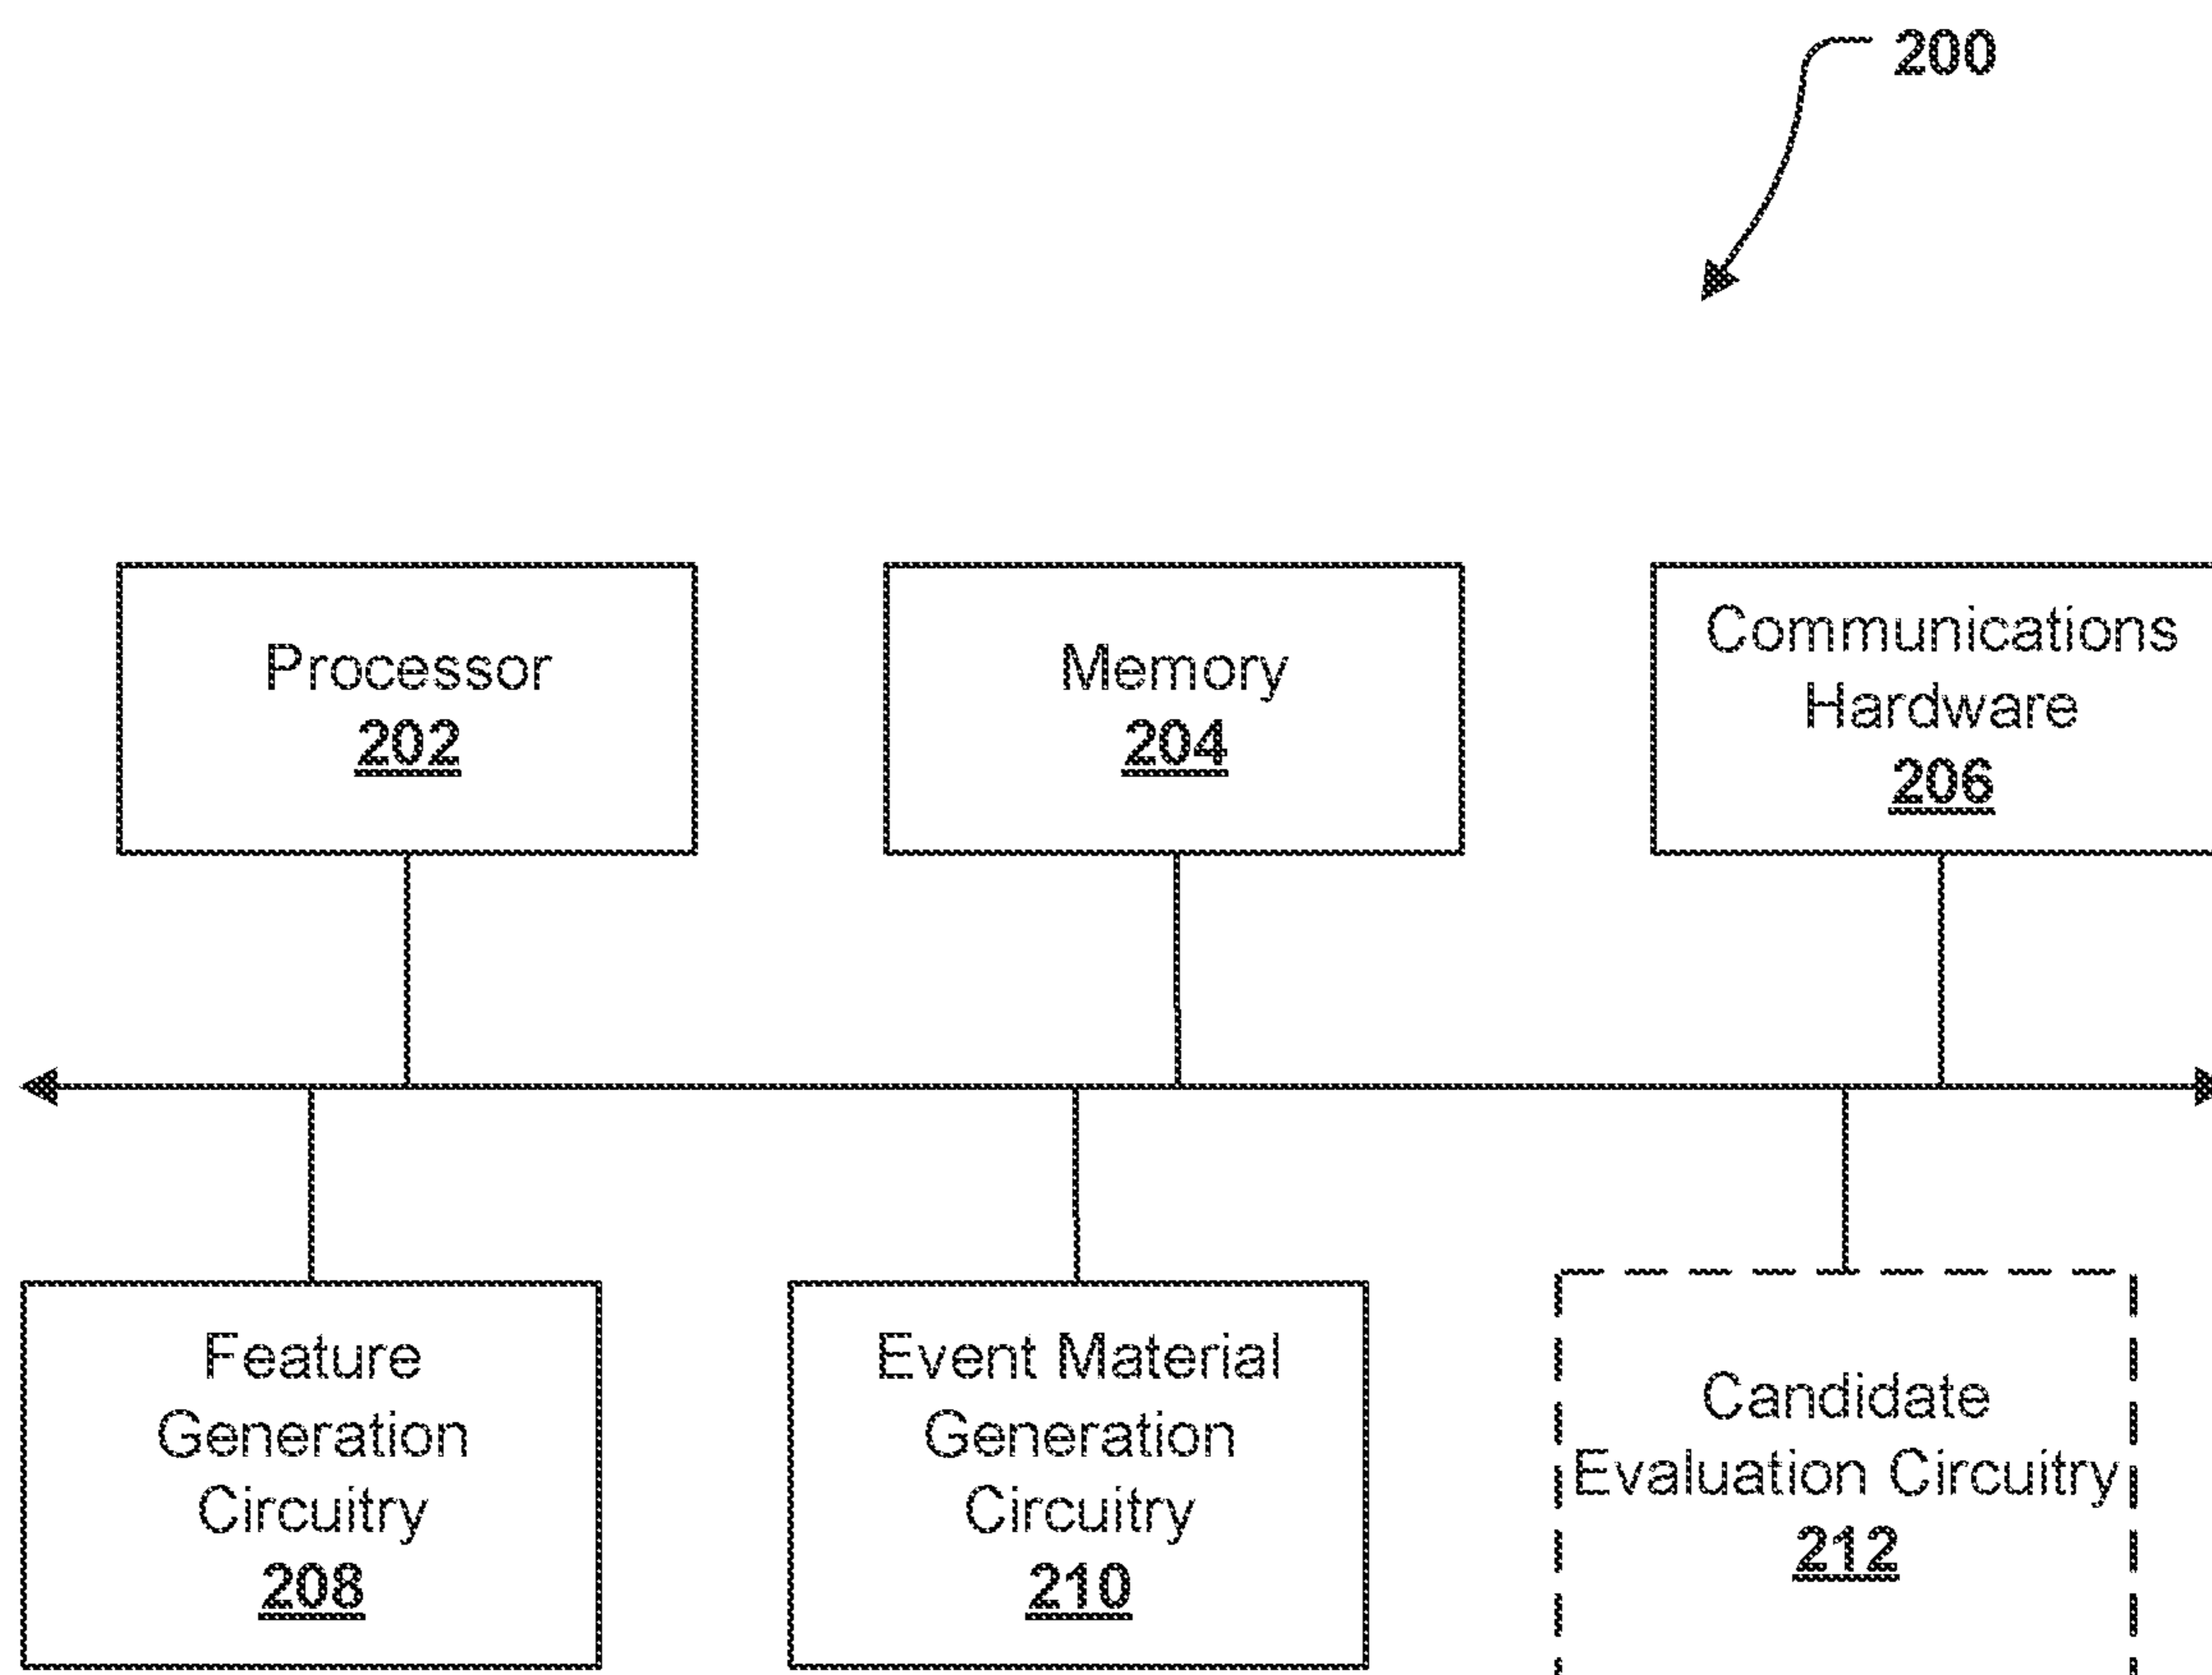 200
Processor
202
Memory
204
Communications
Hardware
206
Feature
Generation
Circuitry
208
Event Material
Generation
Circuitry
210
Candidate
Evaluation Circuitry
212